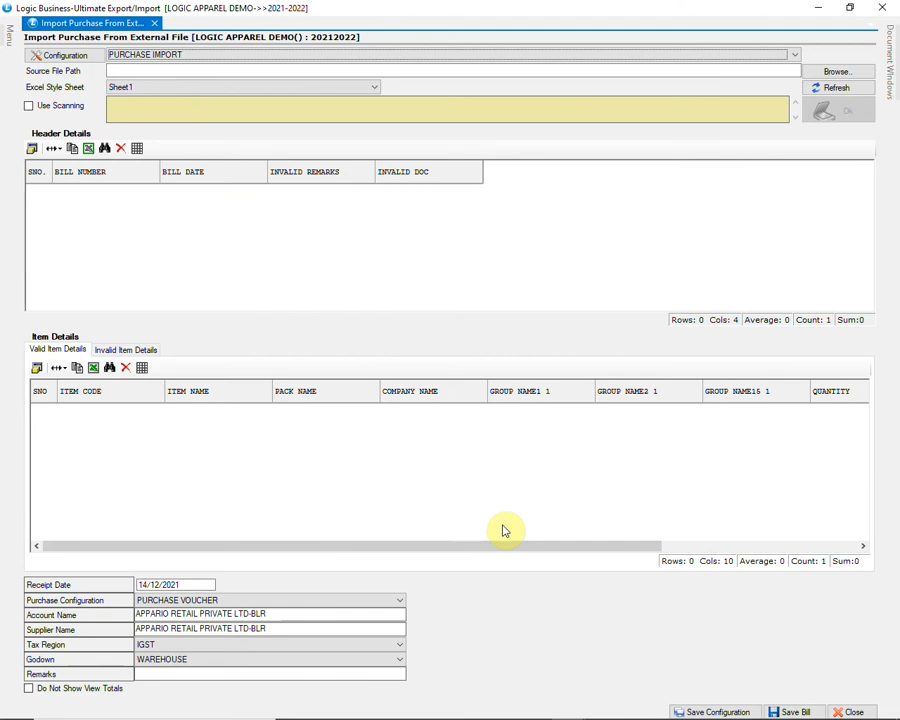 Logic Business-Ultimate Export/Import [LOGIC APPAREL DEMO->>2021-2022]
Menu
Import Purchase From Ext...
Document Windows
Import Purchase From External File [LOGIC APPAREL DEMO() : 20212022]
Configuration PURCHASE IMPORT
Source File Path Browse..
Excel Style Sheet Sheet1 Refresh
Use Scanning Ok
Header Details
SNO. BILL NUMBER BILL DATE INVALID REMARKS INVALID DOC
Rows: 0 Cols: 4 Average: 0 Count: 1 Sum:0
Item Details
Valid Item Details Invalid Item Details
SNO ITEM CODE ITEM NAME PACK NAME COMPANY NAME GROUP NAME1 1 GROUP NAME2 1 GROUP NAME15 1 QUANTITY
Rows: 0 Cols: 10 Average: 0 Count: 1 Sum:0
Receipt Date 14/12/2021
Purchase Configuration PURCHASE VOUCHER
Account Name APPARIO RETAIL PRIVATE LTD-BLR
Supplier Name APPARIO RETAIL PRIVATE LTD-BLR
Tax Region IGST
Godown WAREHOUSE
Remarks
Do Not Show View Totals
Save Configuration Save Bill Close